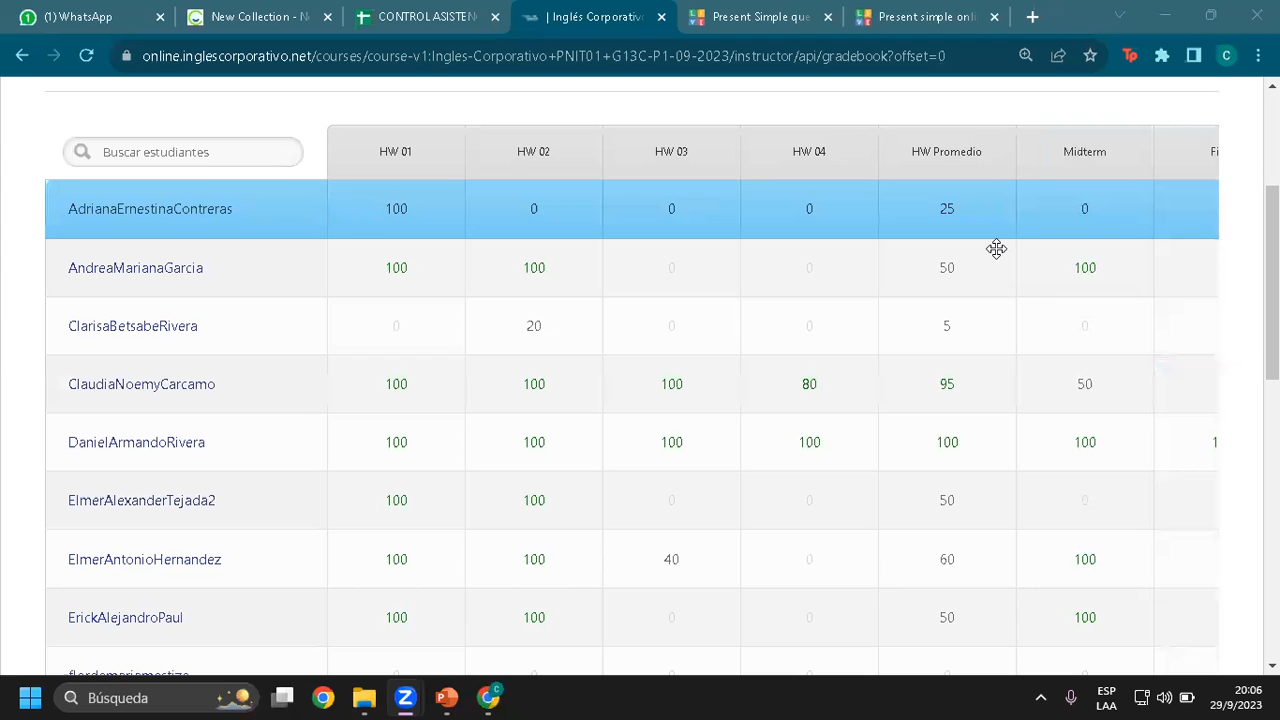 (1) WhatsApp
New Collection - N
CONTROL ASISTEN
| Inglés Corporativ
Present Simple que
Present simple onl
online.inglescorporativo.net/courses/course-v1:Ingles-Corporativo+PNIT01+G13C-P1-09-2023/instructor/api/gradebook?offset=0
Buscar estudiantes HW 01 HW 02 HW 03 HW 04 HW Promedio Midterm Fi
AdrianaErnestinaContreras 100 0 0 0 25 0
AndreaMarianaGarcia 100 100 0 0 50 100
ClarisaBetsabeRivera 0 20 0 0 5 0
ClaudiaNoemyCarcamo 100 100 100 80 95 50
DanielArmandoRivera 100 100 100 100 100 100 1
ElmerAlexanderTejada2 100 100 0 0 50 0
ElmerAntonioHernandez 100 100 40 0 60 100
ErickAlejandroPaul 100 100 0 0 50 100
Búsqueda
ESP
LAA
20:06
29/9/2023